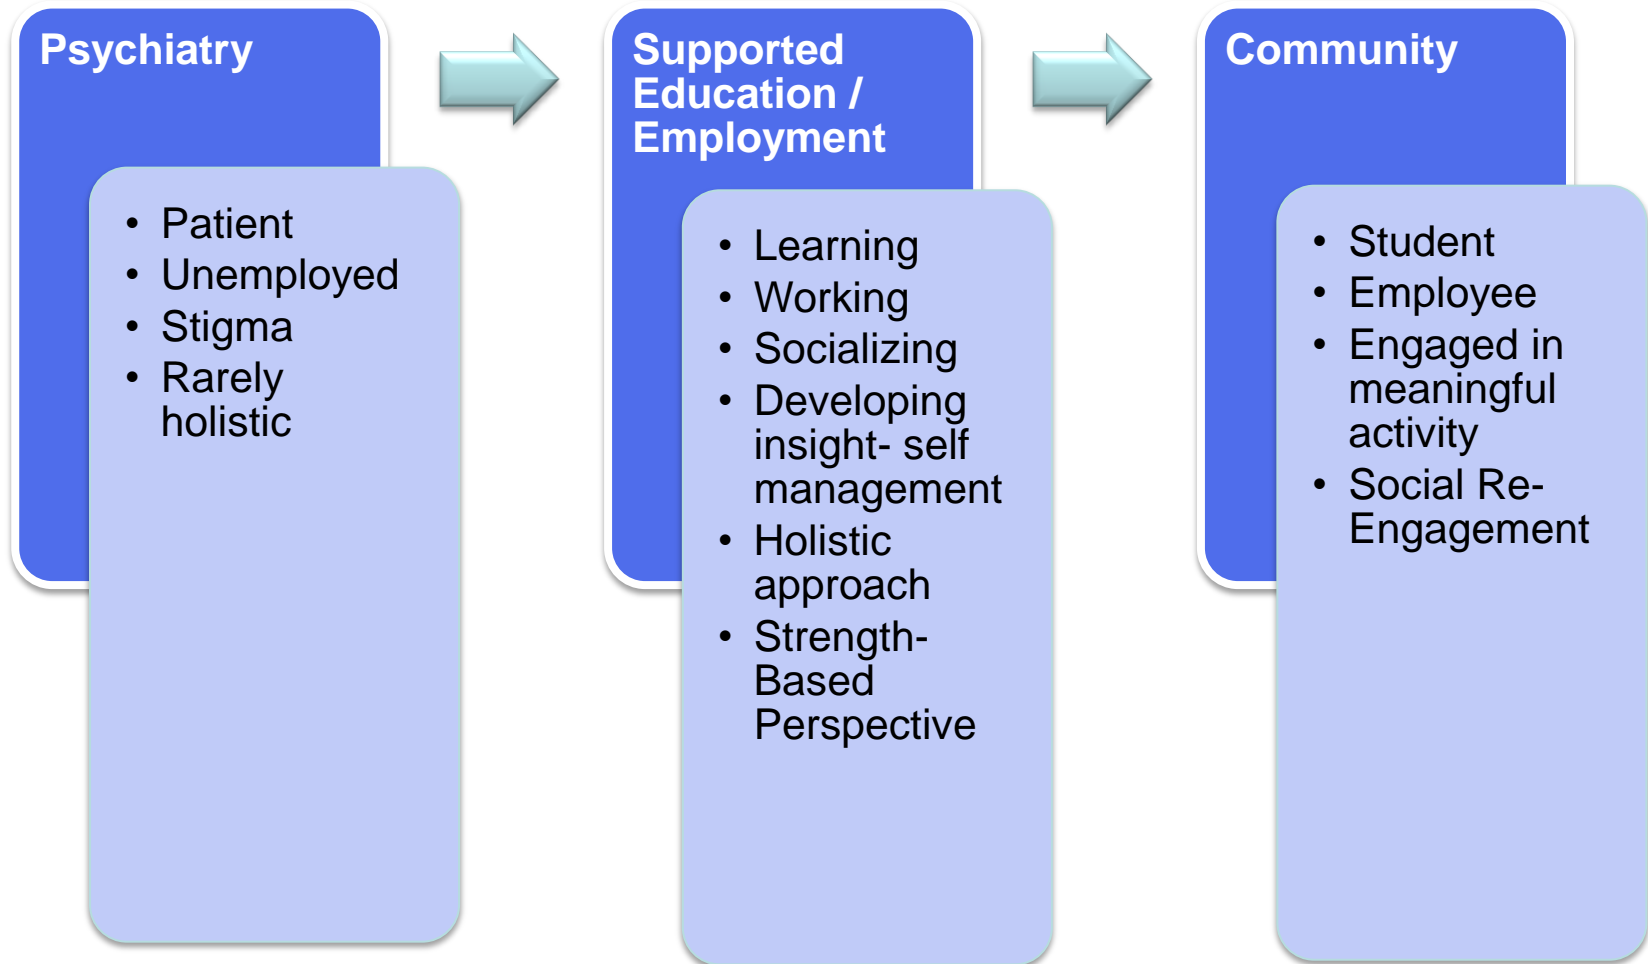 Psychiatry
• Patient
• Unemployed
• Stigma
• Rarely
holistic
Supported
Education /
Employment
• Learning
• Working
• Socializing
• Developing
insight- self
management
• Holistic
approach
• Strength-
Based
Perspective
Community
• Student
• Employee
• Engaged in
meaningful
activity
• Social Re-
Engagement